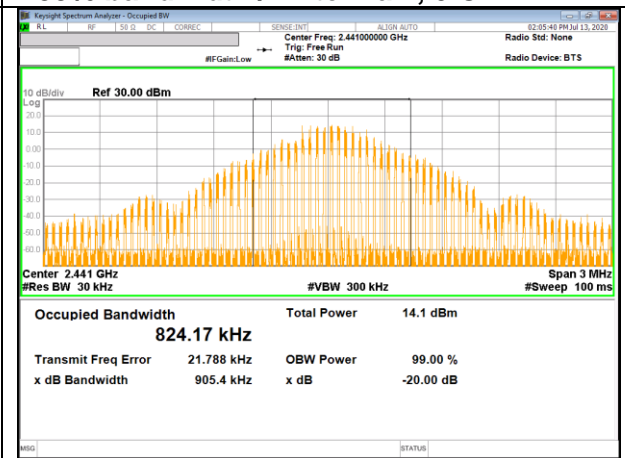 Keysight Spectrum Analyzer - Occupied BW
RL RF 50 Ω DC CORREC SENSE:INT ALIGN AUTO 02:05:40 PM Jul 13, 2020
Center Freq: 2.441000000 GHz Radio Std: None
Trig: Free Run
#IFGain:Low #Atten: 30 dB Radio Device: BTS
10 dB/div Ref 30.00 dBm
Log
20.0
10.0
0.00
-10.0
-20.0
-30.0
-40.0
-50.0
-60.0
Center 2.441 GHz Span 3 MHz
#Res BW 30 kHz #VBW 300 kHz #Sweep 100 ms
Occupied Bandwidth Total Power 14.1 dBm
824.17 kHz
Transmit Freq Error 21.788 kHz OBW Power 99.00 %
x dB Bandwidth 905.4 kHz x dB -20.00 dB
MSG STATUS